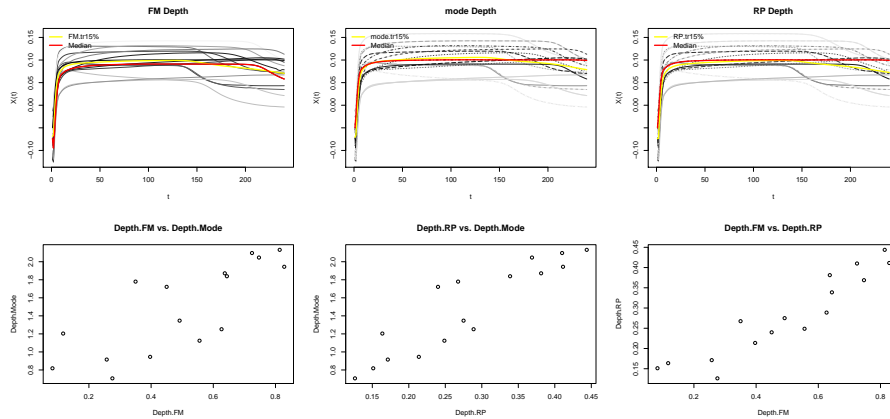 FM Depth
mode Depth
RP Depth
FM.tr15%
Median
mode.tr15%
Median
RP.tr15%
Median
X(t)
X(t)
X(t)
0.15
0.10
0.05
0.00
−0.10
0.15
0.10
0.05
0.00
−0.10
0.15
0.10
0.05
0.00
−0.10
0 50 100 150 200
0 50 100 150 200
0 50 100 150 200
t
t
t
Depth.FM vs. Depth.Mode
Depth.RP vs. Depth.Mode
Depth.FM vs. Depth.RP
Depth.Mode
Depth.Mode
Depth.RP
2.0
1.8
1.6
1.4
1.2
1.0
0.8
2.0
1.8
1.6
1.4
1.2
1.0
0.8
0.45
0.40
0.35
0.30
0.25
0.20
0.15
0.2 0.4 0.6 0.8
0.15 0.20 0.25 0.30 0.35 0.40 0.45
0.2 0.4 0.6 0.8
Depth.FM
Depth.RP
Depth.FM